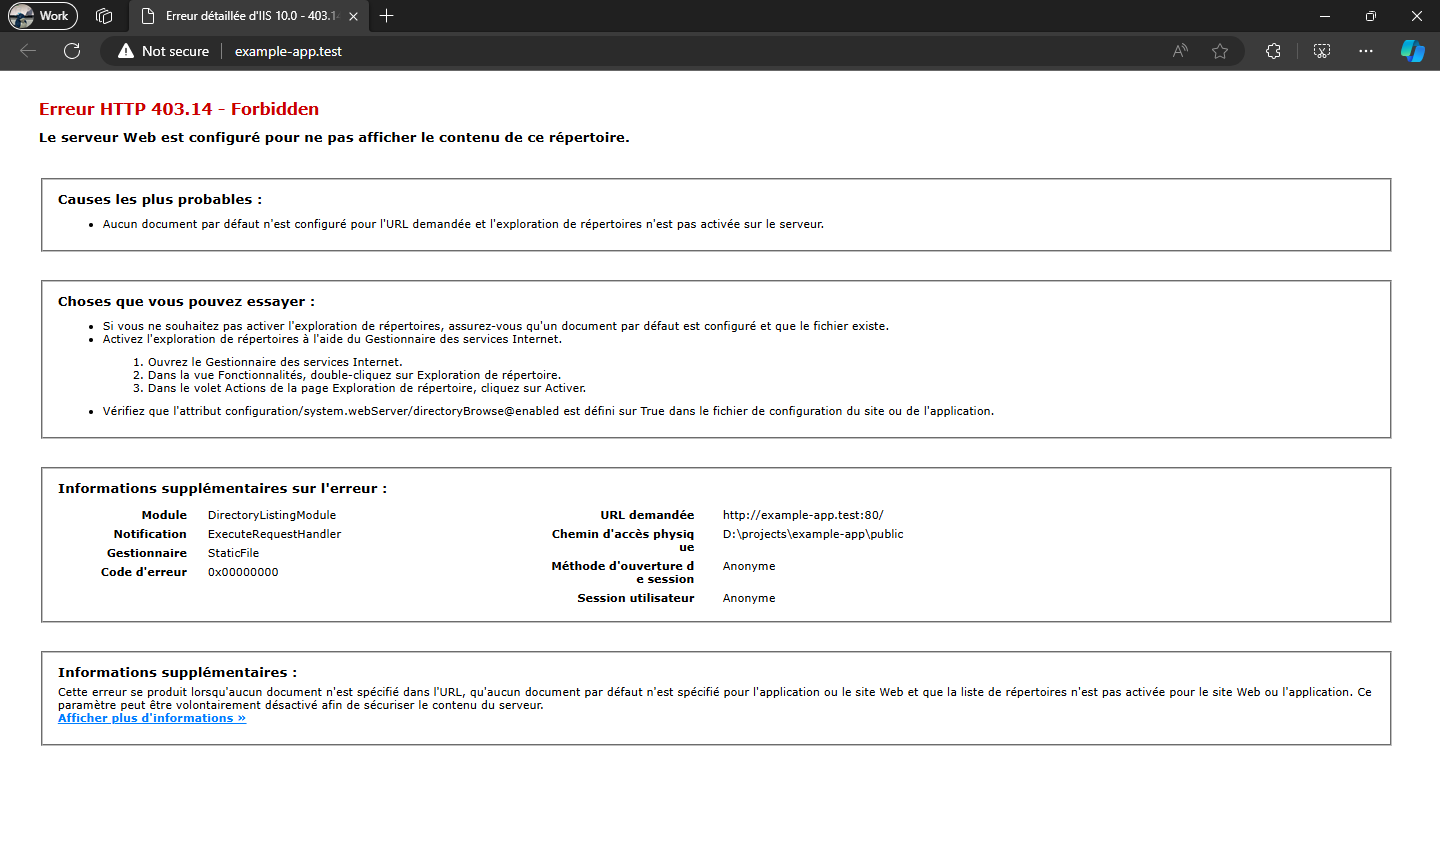 Work
Erreur détaillée d'IIS 10.0 - 403.14
Not secure
example-app.test
Erreur HTTP 403.14 - Forbidden
Le serveur Web est configuré pour ne pas afficher le contenu de ce répertoire.
Causes les plus probables :
Aucun document par défaut n'est configuré pour l'URL demandée et l'exploration de répertoires n'est pas activée sur le serveur.
Choses que vous pouvez essayer :
Si vous ne souhaitez pas activer l'exploration de répertoires, assurez-vous qu'un document par défaut est configuré et que le fichier existe.
Activez l'exploration de répertoires à l'aide du Gestionnaire des services Internet.
1. Ouvrez le Gestionnaire des services Internet.
2. Dans la vue Fonctionnalités, double-cliquez sur Exploration de répertoire.
3. Dans le volet Actions de la page Exploration de répertoire, cliquez sur Activer.
Vérifiez que l'attribut configuration/system.webServer/directoryBrowse@enabled est défini sur True dans le fichier de configuration du site ou de l'application.
Informations supplémentaires sur l'erreur :
Module DirectoryListingModule
Notification ExecuteRequestHandler
Gestionnaire StaticFile
Code d'erreur 0x00000000
URL demandée http://example-app.test:80/
Chemin d'accès physiq D:\projects\example-app\public
ue
Méthode d'ouverture d Anonyme
e session
Session utilisateur Anonyme
Informations supplémentaires :
Cette erreur se produit lorsqu'aucun document n'est spécifié dans l'URL, qu'aucun document par défaut n'est spécifié pour l'application ou le site Web et que la liste de répertoires n'est pas activée pour le site Web ou l'application. Ce
paramètre peut être volontairement désactivé afin de sécuriser le contenu du serveur.
Afficher plus d'informations »